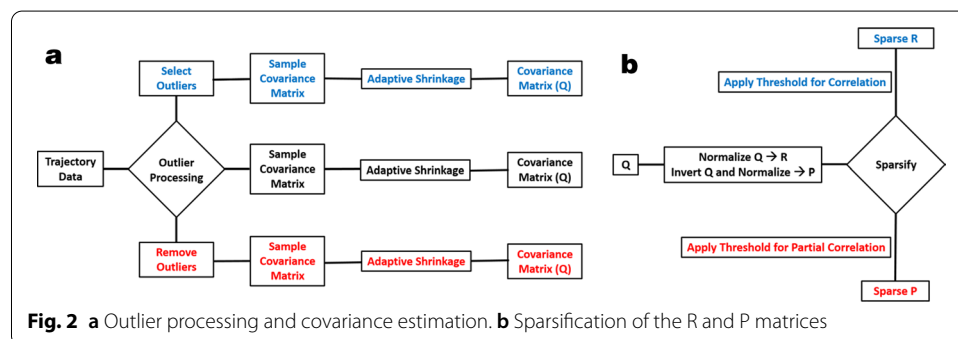 a
Select
Outliers
Sample
Covariance
Matrix
Adaptive Shrinkage
Covariance
Matrix (Q)
Trajectory
Data
Outlier
Processing
Sample
Covariance
Matrix
Adaptive Shrinkage
Covariance
Matrix (Q)
Remove
Outliers
Sample
Covariance
Matrix
Adaptive Shrinkage
Covariance
Matrix (Q)
b
Sparse R
Apply Threshold for Correlation
Q
Normalize Q → R
Invert Q and Normalize → P
Sparsify
Apply Threshold for Partial Correlation
Sparse P
Fig. 2 a Outlier processing and covariance estimation. b Sparsification of the R and P matrices